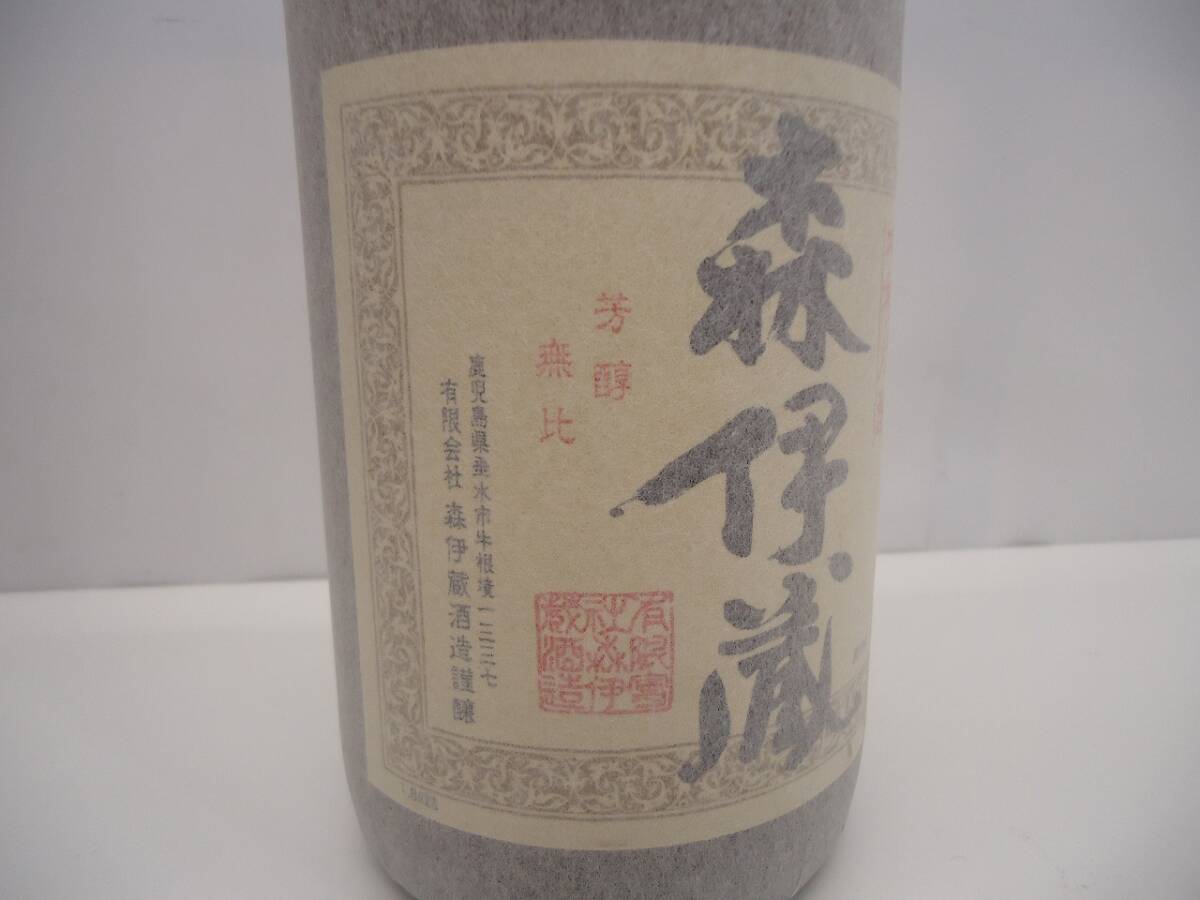 森伊蔵
芳醇
無比
鹿児島県垂水市牛根境一二三七
有限会社 森伊蔵酒造謹醸
有限会
社森伊
蔵酒造